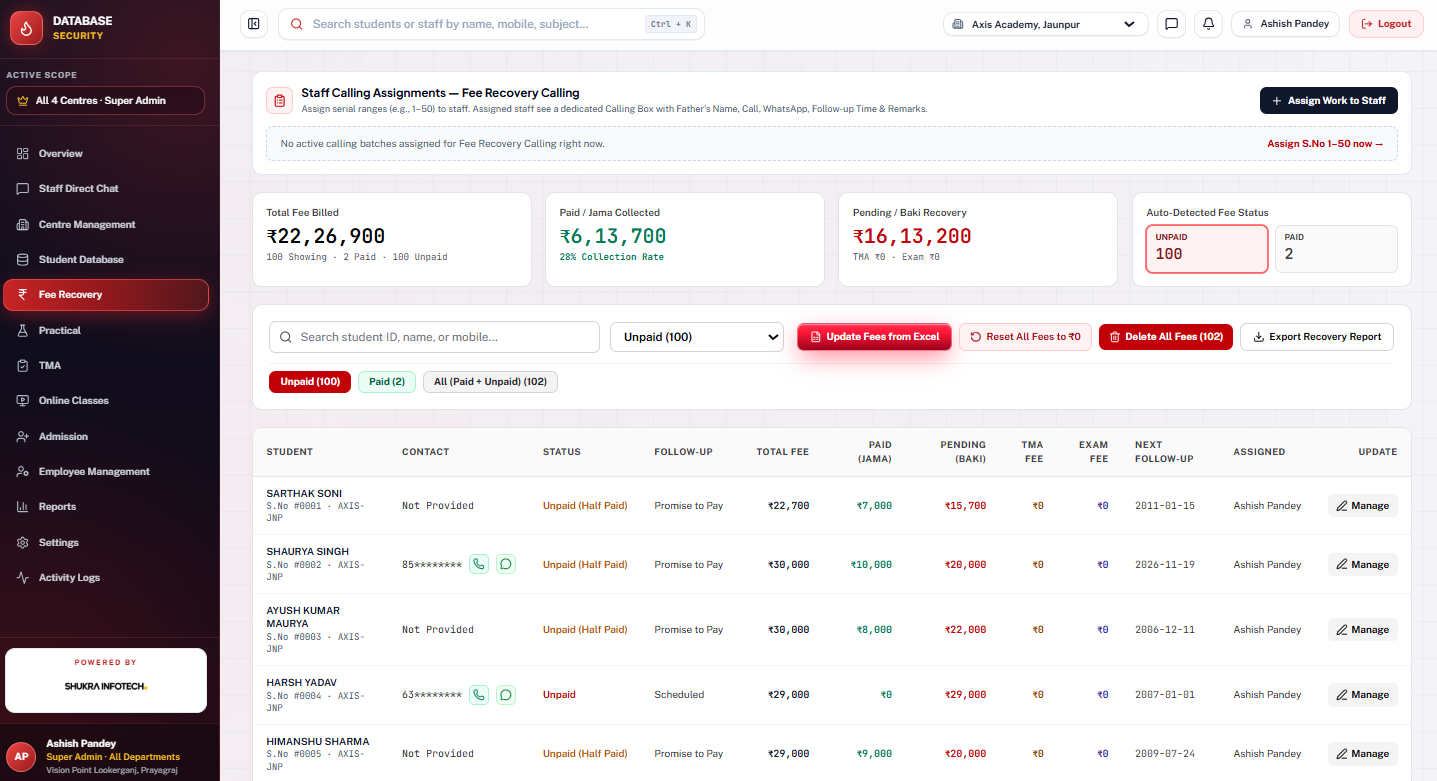 DATABASE
SECURITY
Search students or staff by name, mobile, subject...
Ctrl + K
Axis Academy, Jaunpur
Ashish Pandey
Logout
ACTIVE SCOPE
All 4 Centres · Super Admin
Overview
Staff Direct Chat
Centre Management
Student Database
Fee Recovery
Practical
TMA
Online Classes
Admission
Employee Management
Reports
Settings
Activity Logs
POWERED BY
SHUKRA INFOTECH.
AP
Ashish Pandey
Super Admin · All Departments
Vision Point Lookerganj, Prayagraj
Staff Calling Assignments — Fee Recovery Calling
Assign serial ranges (e.g., 1–50) to staff. Assigned staff see a dedicated Calling Box with Father's Name, Call, WhatsApp, Follow-up Time & Remarks.
+ Assign Work to Staff
No active calling batches assigned for Fee Recovery Calling right now.
Assign S.No 1–50 now →
Total Fee Billed
₹22,26,900
100 Showing · 2 Paid · 100 Unpaid
Paid / Jama Collected
₹6,13,700
28% Collection Rate
Pending / Baki Recovery
₹16,13,200
TMA ₹0 · Exam ₹0
Auto-Detected Fee Status
UNPAID
100
PAID
2
Search student ID, name, or mobile...
Unpaid (100)
Update Fees from Excel
Reset All Fees to ₹0
Delete All Fees (102)
Export Recovery Report
Unpaid (100)
Paid (2)
All (Paid + Unpaid) (102)
STUDENT CONTACT STATUS FOLLOW-UP TOTAL FEE PAID (JAMA) PENDING (BAKI) TMA FEE EXAM FEE NEXT FOLLOW-UP ASSIGNED UPDATE
SARTHAK SONI
S.No #0001 · AXIS-
JNP
Not Provided Unpaid (Half Paid) Promise to Pay ₹22,700 ₹7,000 ₹15,700 ₹0 ₹0 2011-01-15 Ashish Pandey Manage
SHAURYA SINGH
S.No #0002 · AXIS-
JNP
85******** Unpaid (Half Paid) Promise to Pay ₹30,000 ₹10,000 ₹20,000 ₹0 ₹0 2026-11-19 Ashish Pandey Manage
AYUSH KUMAR
MAURYA
S.No #0003 · AXIS-
JNP
Not Provided Unpaid (Half Paid) Promise to Pay ₹30,000 ₹8,000 ₹22,000 ₹0 ₹0 2006-12-11 Ashish Pandey Manage
HARSH YADAV
S.No #0004 · AXIS-
JNP
63******** Unpaid Scheduled ₹29,000 ₹0 ₹29,000 ₹0 ₹0 2007-01-01 Ashish Pandey Manage
HIMANSHU SHARMA
S.No #0005 · AXIS-
JNP
Not Provided Unpaid (Half Paid) Promise to Pay ₹29,000 ₹9,000 ₹20,000 ₹0 ₹0 2009-07-24 Ashish Pandey Manage